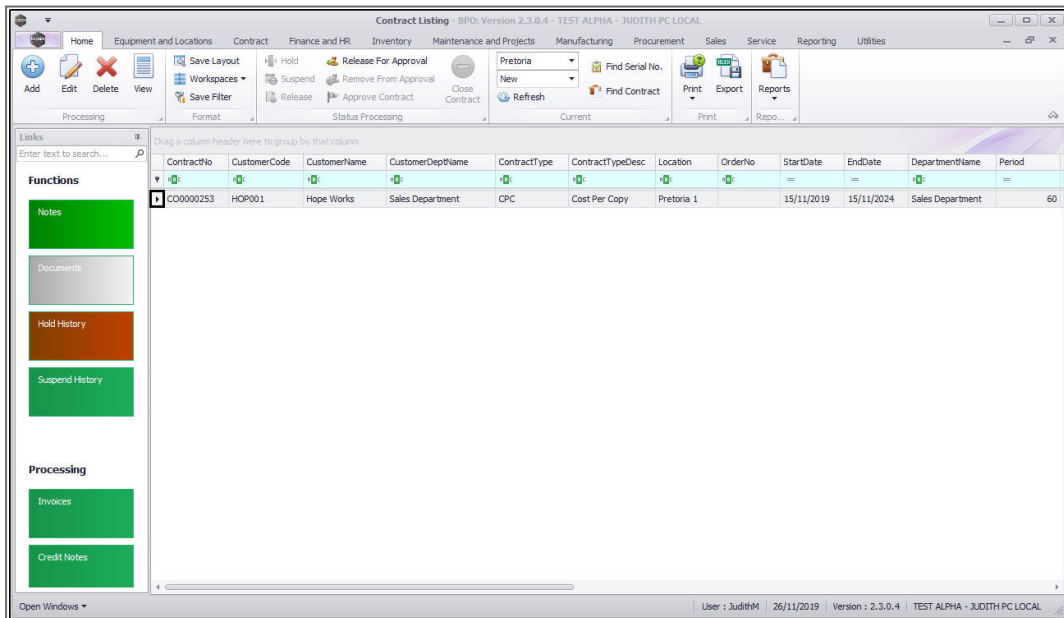 Contract Listing - BPO: Version 2.3.0.4 - TEST ALPHA - JUDITH PC LOCAL
Home Equipment and Locations Contract Finance and HR Inventory Maintenance and Projects Manufacturing Procurement Sales Service Reporting Utilities
Add Edit Delete View
Processing
Save Layout
Workspaces
Save Filter
Format
Hold Release For Approval
Suspend Remove From Approval
Release Approve Contract
Close Contract
Status Processing
Pretoria
New
Refresh
Find Serial No.
Find Contract
Current
Print Export
Print
Reports
Repo...
Links
Enter text to search...
Functions
Notes
Documents
Hold History
Suspend History
Processing
Invoices
Credit Notes
Drag a column header here to group by that column
ContractNo CustomerCode CustomerName CustomerDeptName ContractType ContractTypeDesc Location OrderNo StartDate EndDate DepartmentName Period
= = =
CO0000253 HOP001 Hope Works Sales Department CPC Cost Per Copy Pretoria 1 15/11/2019 15/11/2024 Sales Department 60
Open Windows
User : JudithM 26/11/2019 Version : 2.3.0.4 TEST ALPHA - JUDITH PC LOCAL